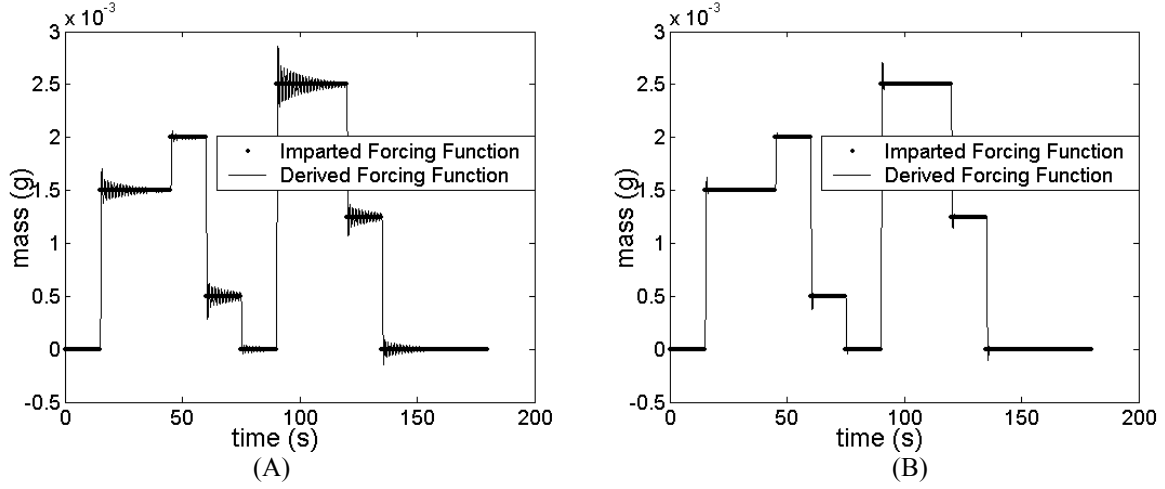 x 10⁻³
3
2.5
2
1.5
1
0.5
0
-0.5
mass (g)
Imparted Forcing Function
Derived Forcing Function
0 50 100 150 200
time (s)
(A)
x 10⁻³
3
2.5
2
1.5
1
0.5
0
-0.5
mass (g)
Imparted Forcing Function
Derived Forcing Function
0 50 100 150 200
time (s)
(B)